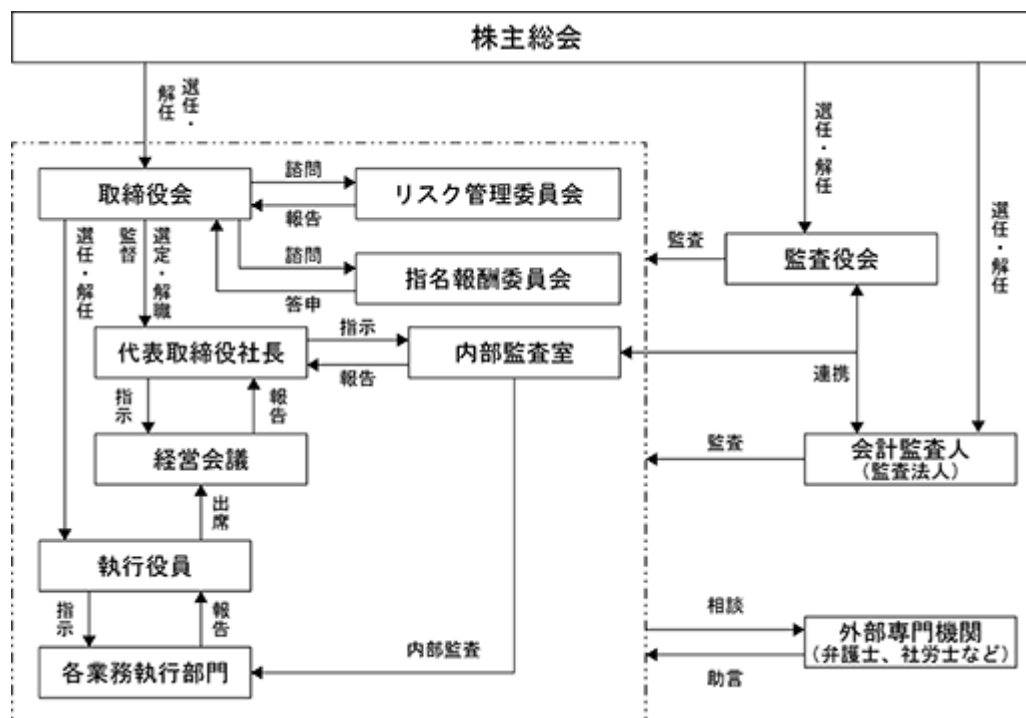 株主総会
選任・
解任
選任・解任
選任・解任
取締役会
諮問
報告
リスク管理委員会
選任・解任
監督
選定・解職
諮問
答申
指名報酬委員会
監査
監査役会
代表取締役社長
指示
報告
内部監査室
連携
指示
報告
経営会議
監査
会計監査人
（監査法人）
出席
執行役員
指示
報告
相談
外部専門機関
（弁護士、社労士など）
助言
内部監査
各業務執行部門